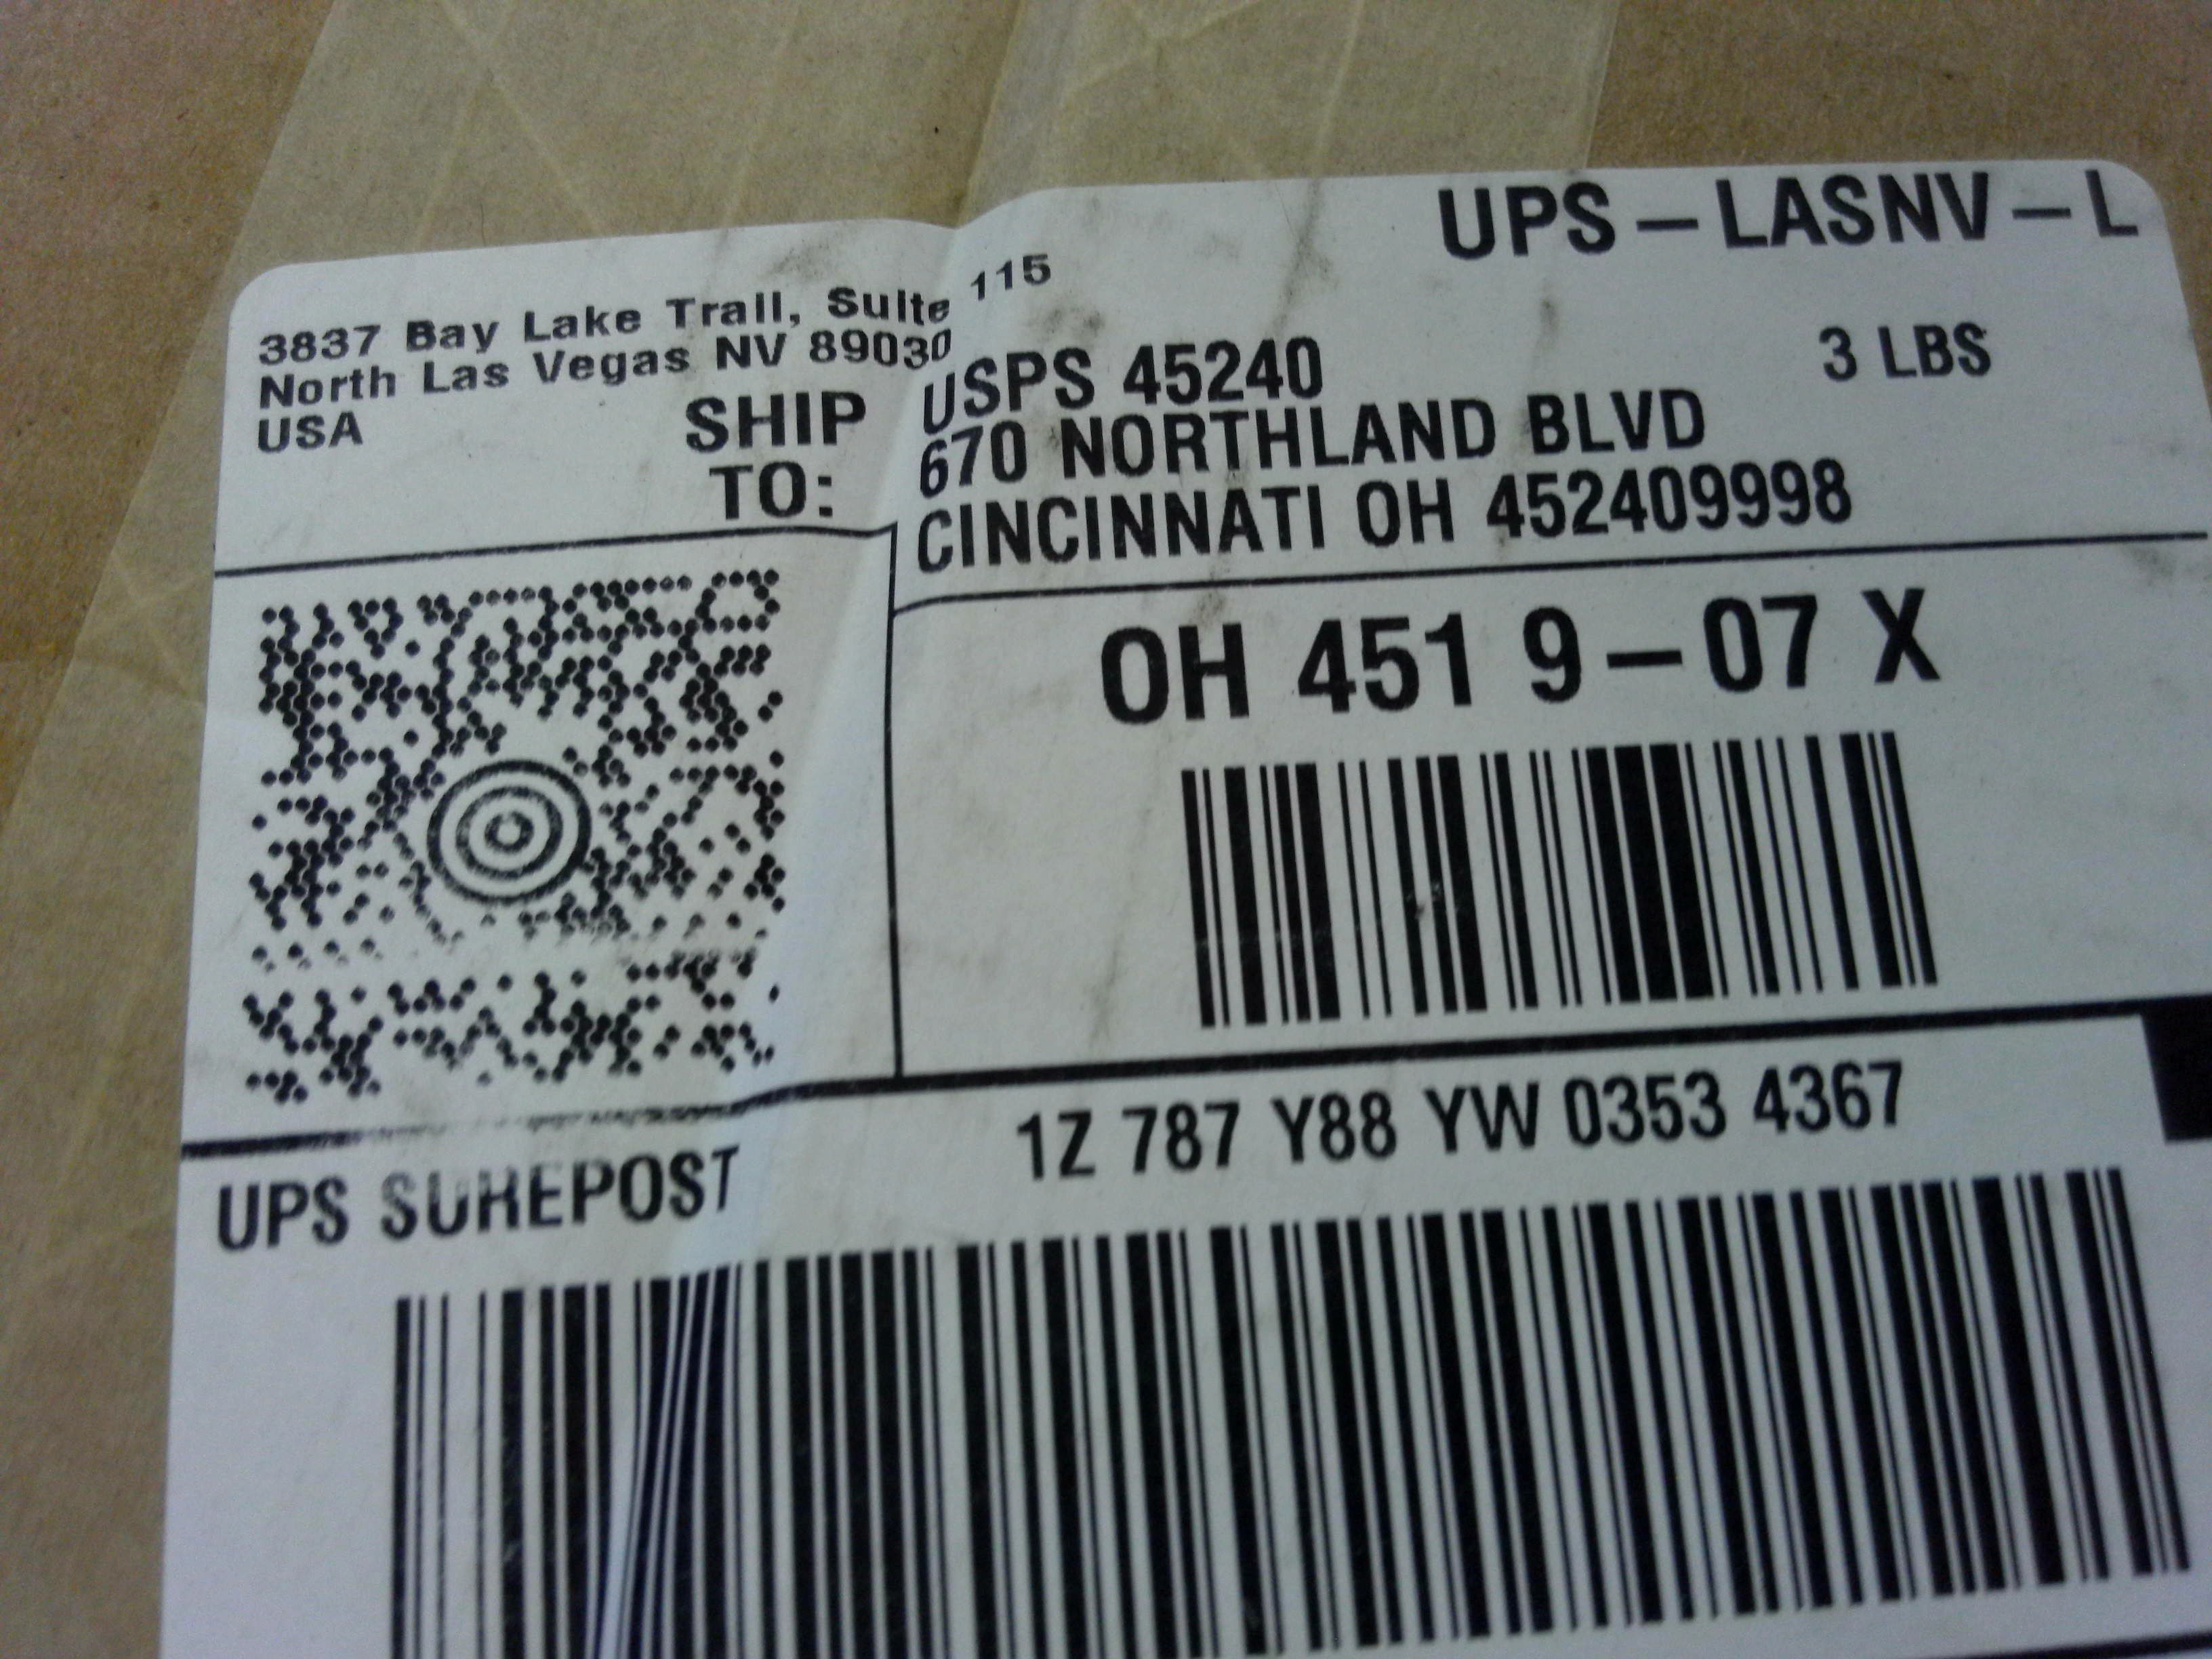 UPS - LASNV - L
3837 Bay Lake Trail, Suite 115
North Las Vegas NV 89030
USA
3 LBS
SHIP TO:
USPS 45240
670 NORTHLAND BLVD
CINCINNATI OH 452409998
OH 451 9 - 07 X
1Z 787 Y88 YW 0353 4367
UPS SUREPOST